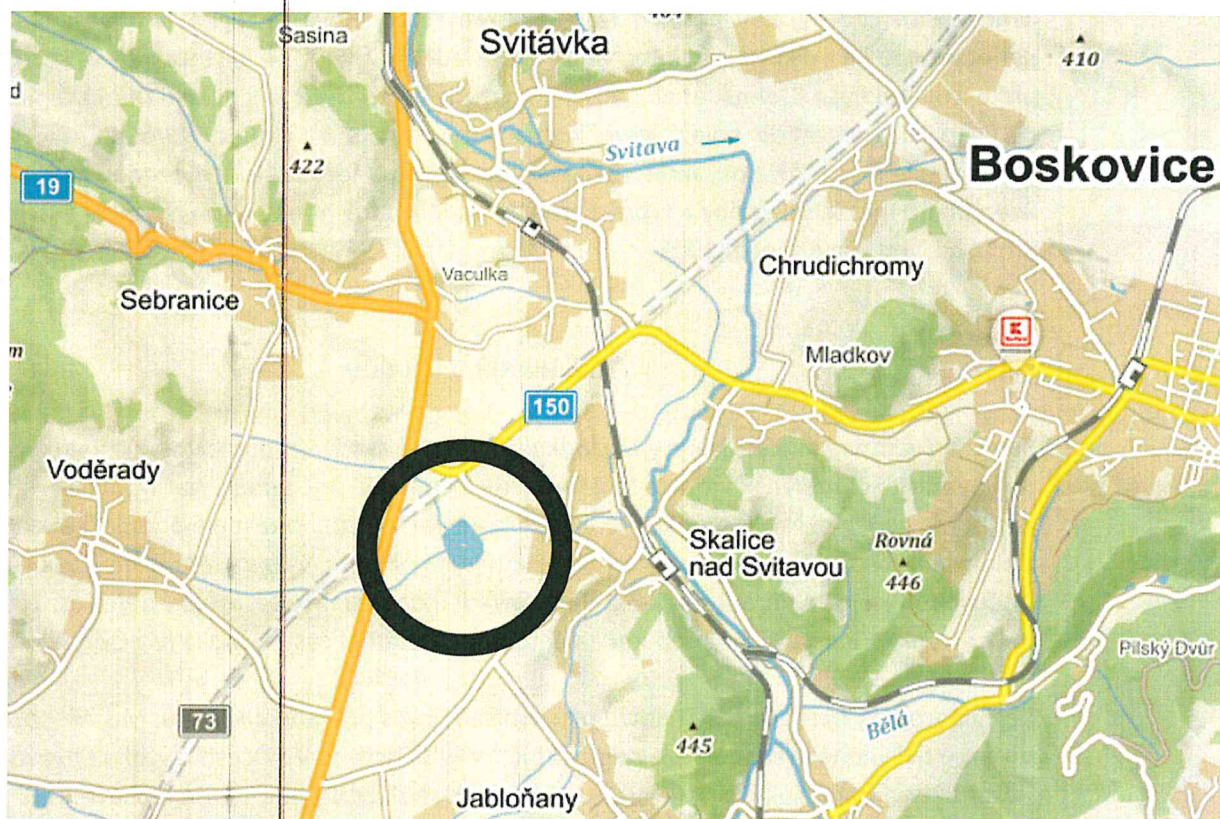 Sasina
Svitávka
410
422
Svitava
Boskovice
19
Chrudichromy
Vaculka
Sebranice
Mladkov
150
Voděrady
Skalice
nad Svitavou
Rovná
446
Pilský Dvůr
73
445
Bělá
Jabloňany